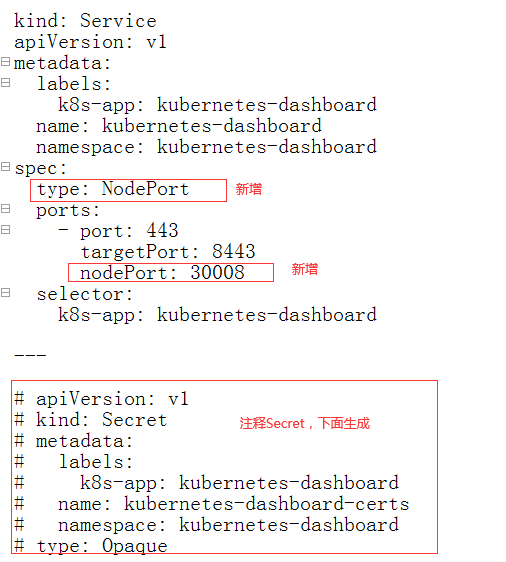 kind: Service
apiVersion: v1
metadata:
  labels:
    k8s-app: kubernetes-dashboard
  name: kubernetes-dashboard
  namespace: kubernetes-dashboard
spec:
  type: NodePort 新增
  ports:
    - port: 443
      targetPort: 8443
      nodePort: 30008 新增
  selector:
    k8s-app: kubernetes-dashboard
---
# apiVersion: v1
# kind: Secret 注释Secret，下面生成
# metadata:
#   labels:
#     k8s-app: kubernetes-dashboard
#   name: kubernetes-dashboard-certs
#   namespace: kubernetes-dashboard
# type: Opaque